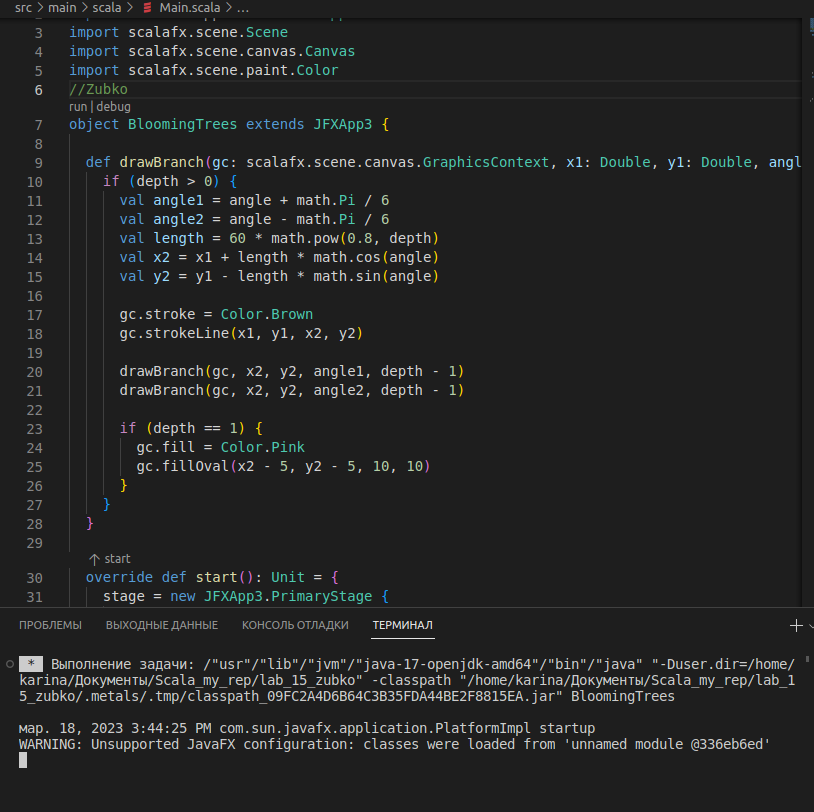 src > main > scala > Main.scala > ...
3 import scalafx.scene.Scene
4 import scalafx.scene.canvas.Canvas
5 import scalafx.scene.paint.Color
6 //Zubko
run | debug
7 object BloomingTrees extends JFXApp3 {
8
9 def drawBranch(gc: scalafx.scene.canvas.GraphicsContext, x1: Double, y1: Double, angl
10 if (depth > 0) {
11 val angle1 = angle + math.Pi / 6
12 val angle2 = angle - math.Pi / 6
13 val length = 60 * math.pow(0.8, depth)
14 val x2 = x1 + length * math.cos(angle)
15 val y2 = y1 - length * math.sin(angle)
16
17 gc.stroke = Color.Brown
18 gc.strokeLine(x1, y1, x2, y2)
19
20 drawBranch(gc, x2, y2, angle1, depth - 1)
21 drawBranch(gc, x2, y2, angle2, depth - 1)
22
23 if (depth == 1) {
24 gc.fill = Color.Pink
25 gc.fillOval(x2 - 5, y2 - 5, 10, 10)
26 }
27 }
28 }
29
start
30 override def start(): Unit = {
31 stage = new JFXApp3.PrimaryStage {
ПРОБЛЕМЫ ВЫХОДНЫЕ ДАННЫЕ КОНСОЛЬ ОТЛАДКИ ТЕРМИНАЛ
* Выполнение задачи: /"usr"/"lib"/"jvm"/"java-17-openjdk-amd64"/"bin"/"java" "-Duser.dir=/home/
karina/Документы/Scala_my_rep/lab_15_zubko" -classpath "/home/karina/Документы/Scala_my_rep/lab_1
5_zubko/.metals/.tmp/classpath_09FC2A4D6B64C3B35FDA44BE2F8815EA.jar" BloomingTrees
мар. 18, 2023 3:44:25 PM com.sun.javafx.application.PlatformImpl startup
WARNING: Unsupported JavaFX configuration: classes were loaded from 'unnamed module @336eb6ed'